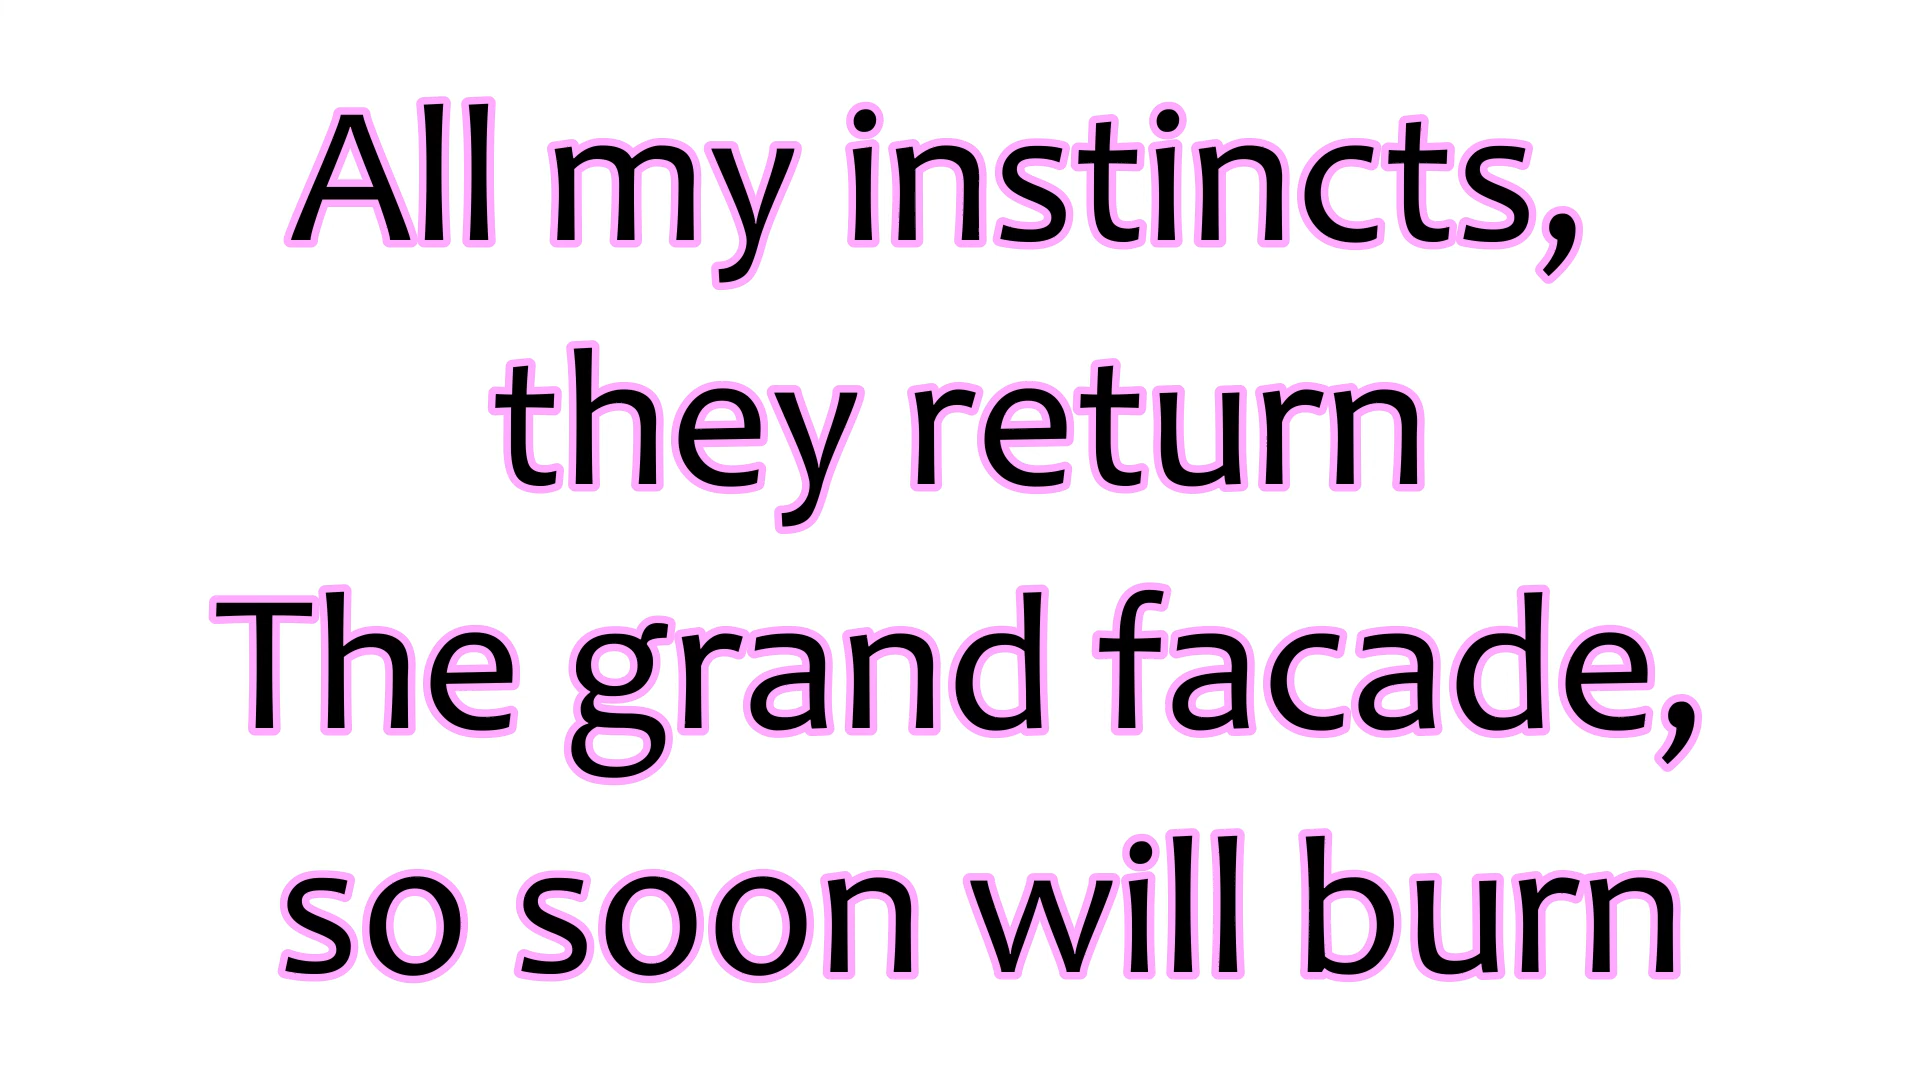 All my instincts,
they return
The grand facade,
so soon will burn